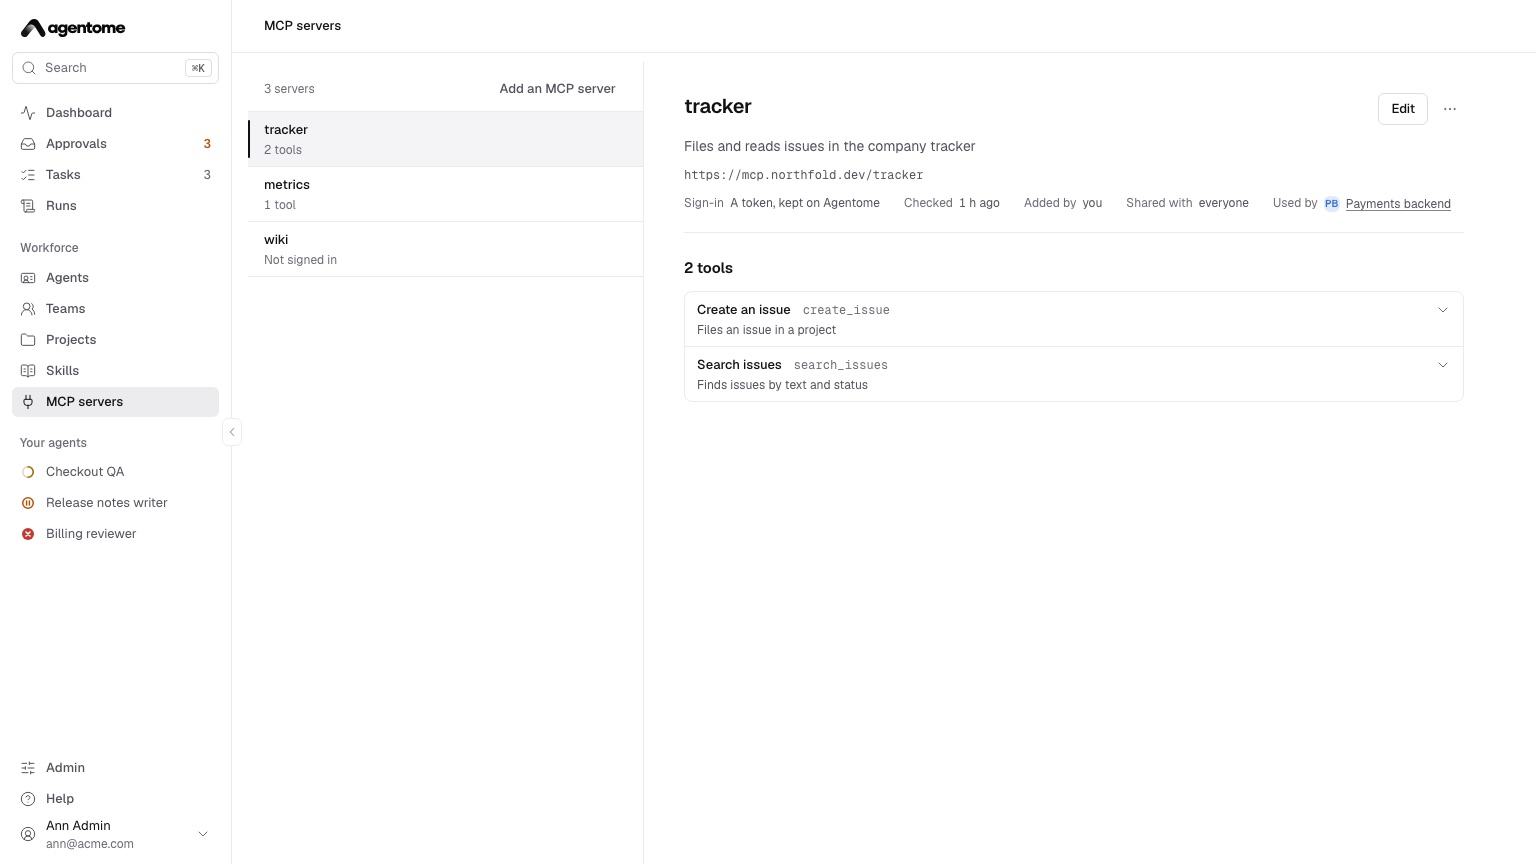 agentome
Search ⌘K
Dashboard
Approvals 3
Tasks 3
Runs
Workforce
Agents
Teams
Projects
Skills
MCP servers
Your agents
Checkout QA
Release notes writer
Billing reviewer
Admin
Help
Ann Admin
ann@acme.com
MCP servers
3 servers Add an MCP server
tracker
2 tools
metrics
1 tool
wiki
Not signed in
tracker
Edit ···
Files and reads issues in the company tracker
https://mcp.northfold.dev/tracker
Sign-in A token, kept on Agentome Checked 1 h ago Added by you Shared with everyone Used by PB Payments backend
2 tools
Create an issue create_issue
Files an issue in a project
Search issues search_issues
Finds issues by text and status